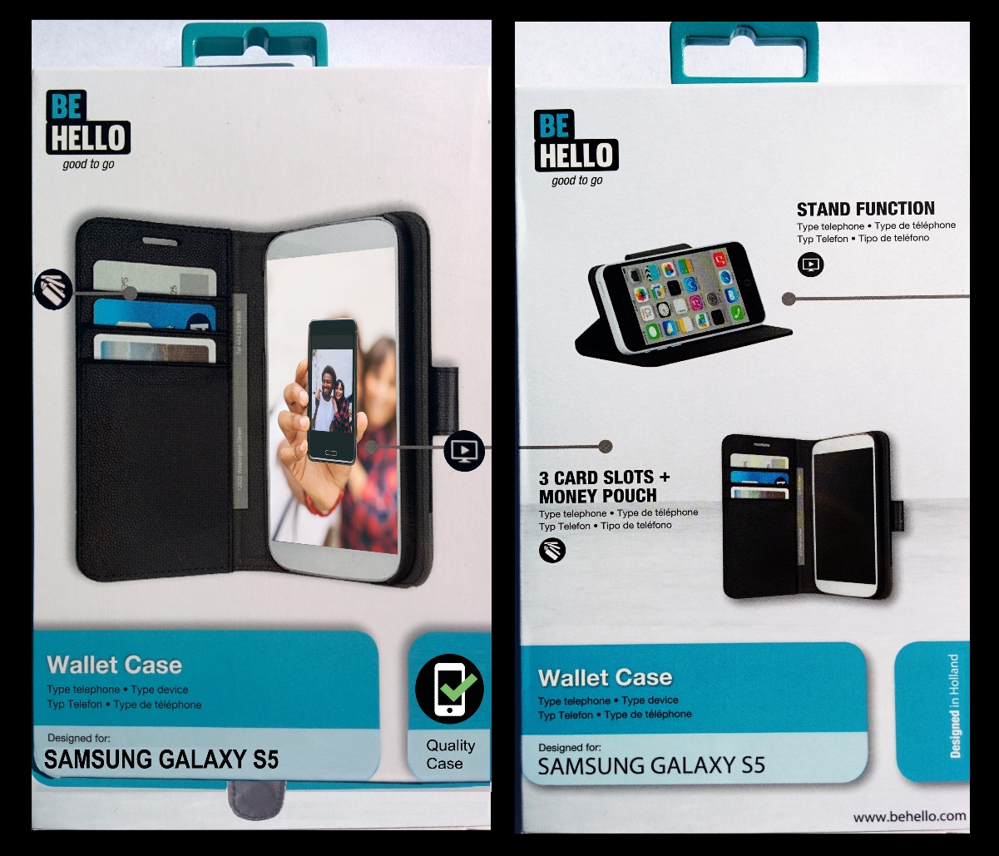 BE
HELLO
good to go
Wallet Case
Type telephone • Type device
Typ Telefon • Type de téléphone
Designed for:
SAMSUNG GALAXY S5
Quality
Case
BE
HELLO
good to go
STAND FUNCTION
Type telephone • Type de téléphone
Typ Telefon • Tipo de teléfono
3 CARD SLOTS +
MONEY POUCH
Type telephone • Type de téléphone
Typ Telefon • Tipo de teléfono
Wallet Case
Type telephone • Type device
Typ Telefon • Type de téléphone
Designed for:
SAMSUNG GALAXY S5
Designed in Holland
www.behello.com